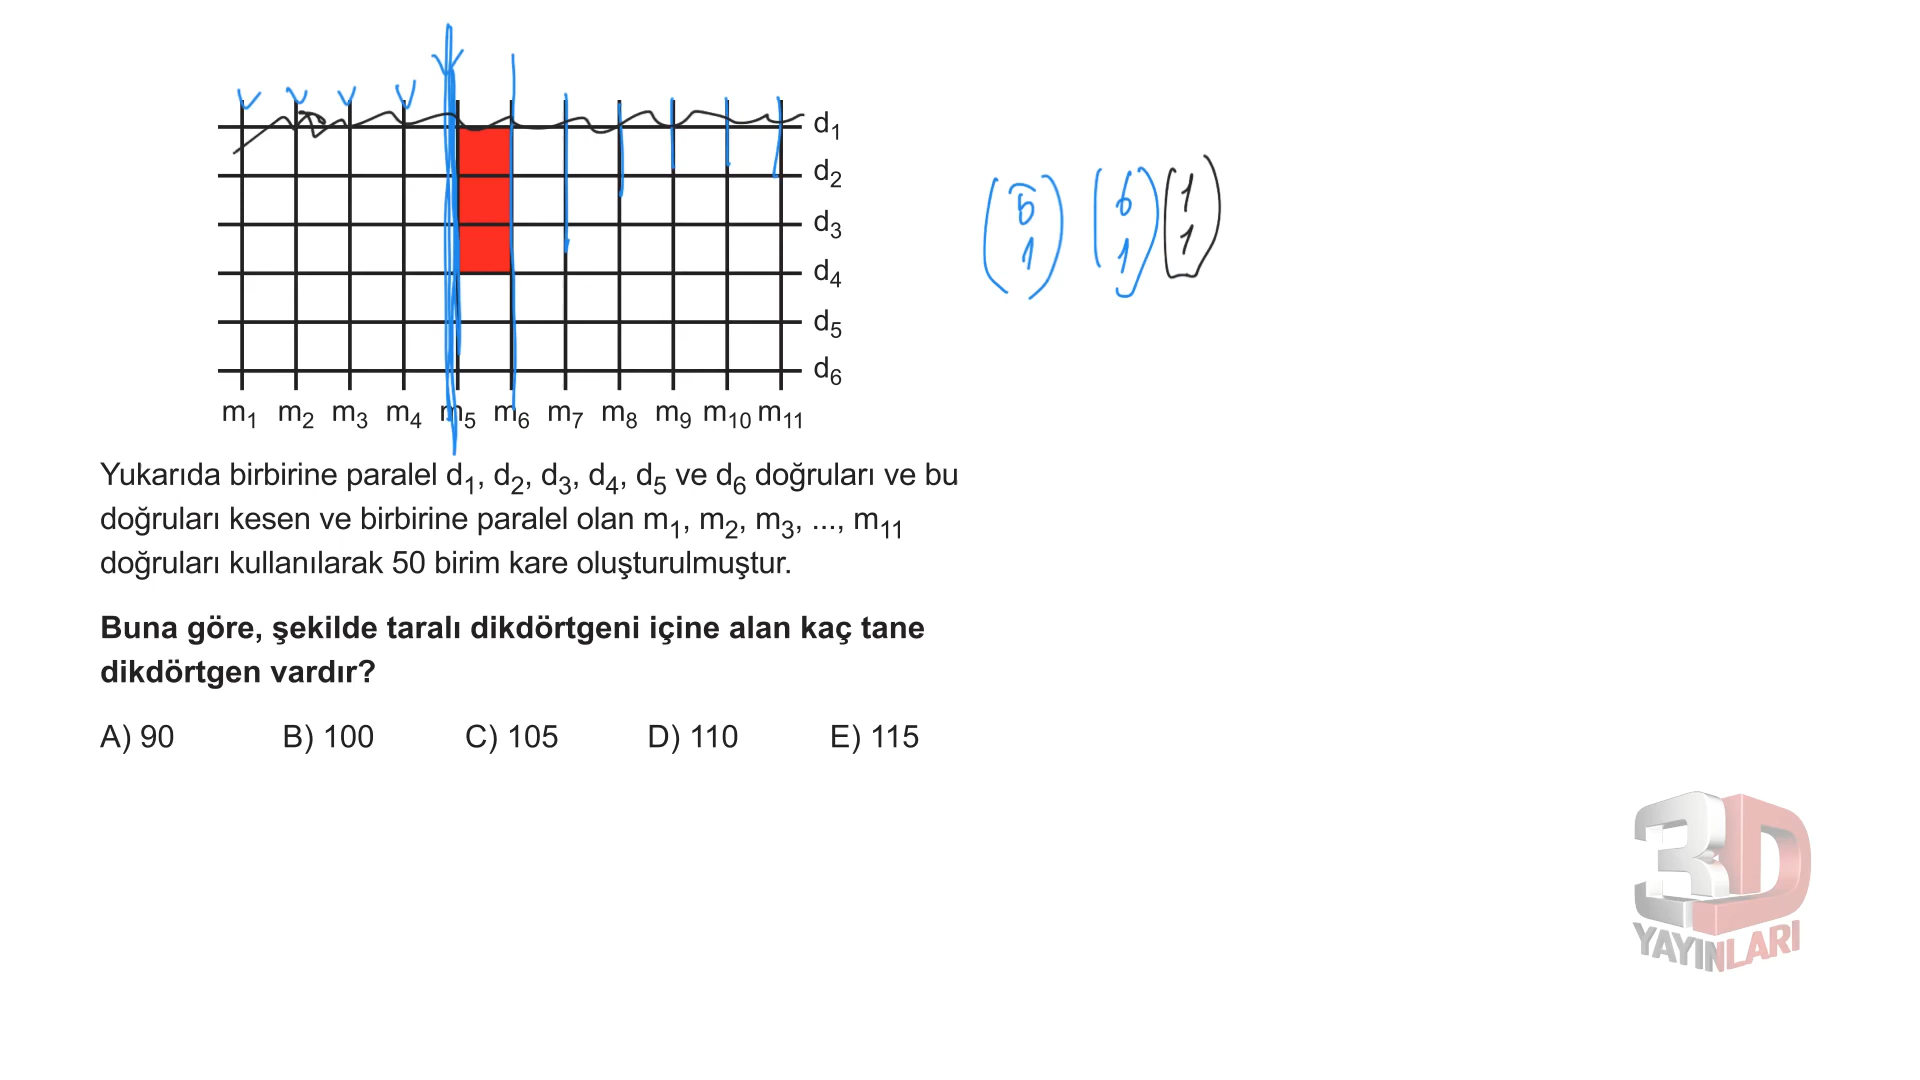 d1
d2
d3
d4
d5
d6
m1 m2 m3 m4 m5 m6 m7 m8 m9 m10 m11
(5 1) (6 1) (1 1)
Yukarıda birbirine paralel d1, d2, d3, d4, d5 ve d6 doğruları ve bu
doğruları kesen ve birbirine paralel olan m1, m2, m3, ..., m11
doğruları kullanılarak 50 birim kare oluşturulmuştur.
Buna göre, şekilde taralı dikdörtgeni içine alan kaç tane
dikdörtgen vardır?
A) 90 B) 100 C) 105 D) 110 E) 115
3D
YAYINLARI